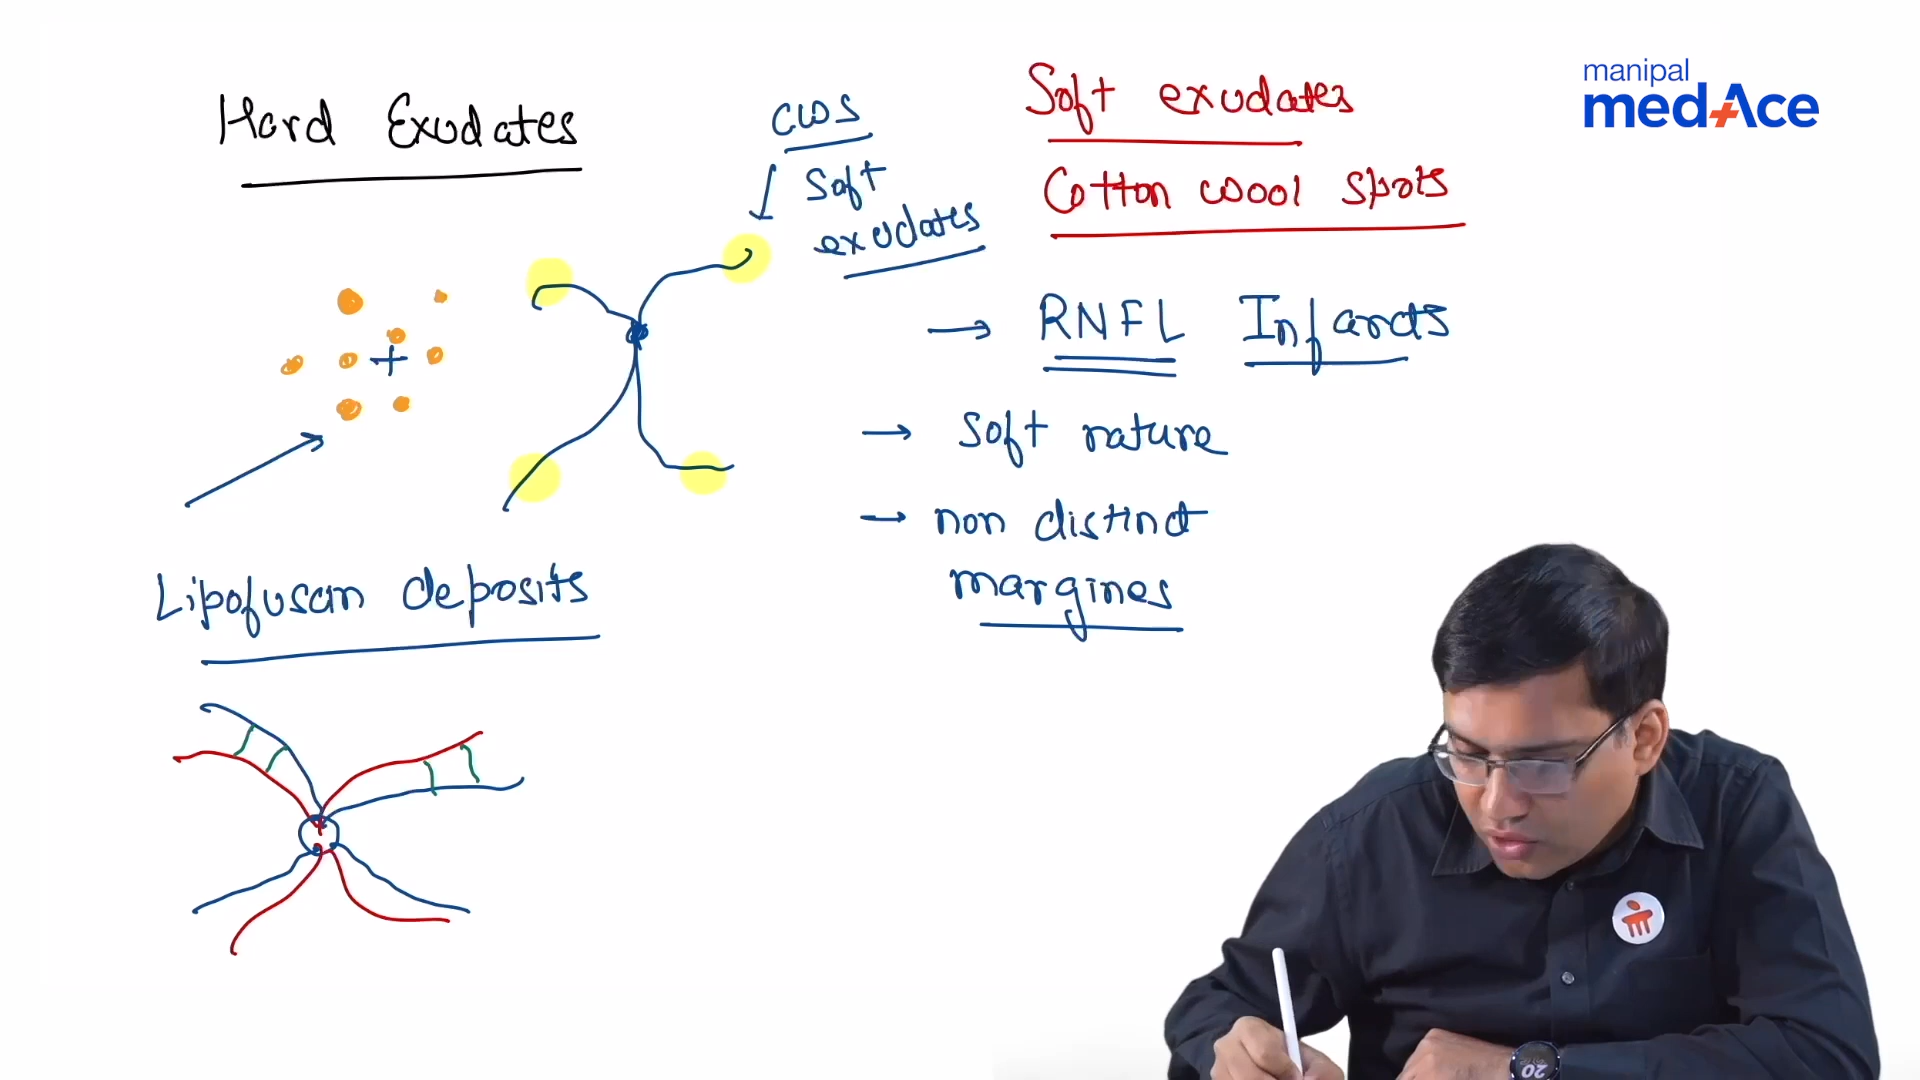 Hard Exudates
Lipofuscin deposits
CWS
Soft
exudates
Soft exudates
Cotton wool spots
→ RNFL Infarcts
→ Soft nature
→ non distinct
margines
manipal
medAce
20